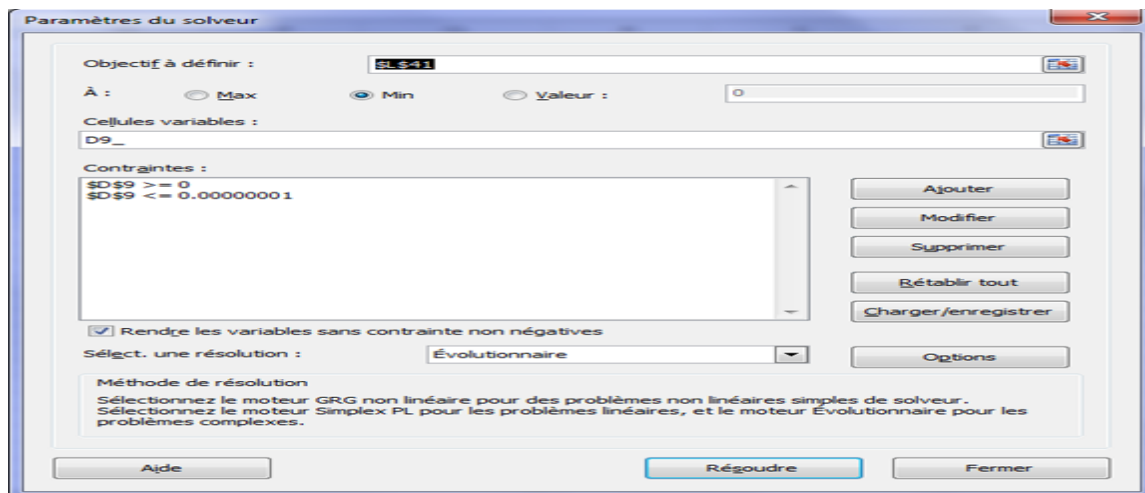 Paramètres du solveur
Objectif à définir : $L$41
À : Max Min Valeur : 0
Cellules variables :
D9_
Contraintes :
$D$9 >= 0
$D$9 <= 0.00000001
Ajouter
Modifier
Supprimer
Rétablir tout
Charger/enregistrer
Rendre les variables sans contrainte non négatives
Sélect. une résolution : Évolutionnaire Options
Méthode de résolution
Sélectionnez le moteur GRG non linéaire pour des problèmes non linéaires simples de solveur.
Sélectionnez le moteur Simplex PL pour les problèmes linéaires, et le moteur Évolutionnaire pour les
problèmes complexes.
Aide Résoudre Fermer